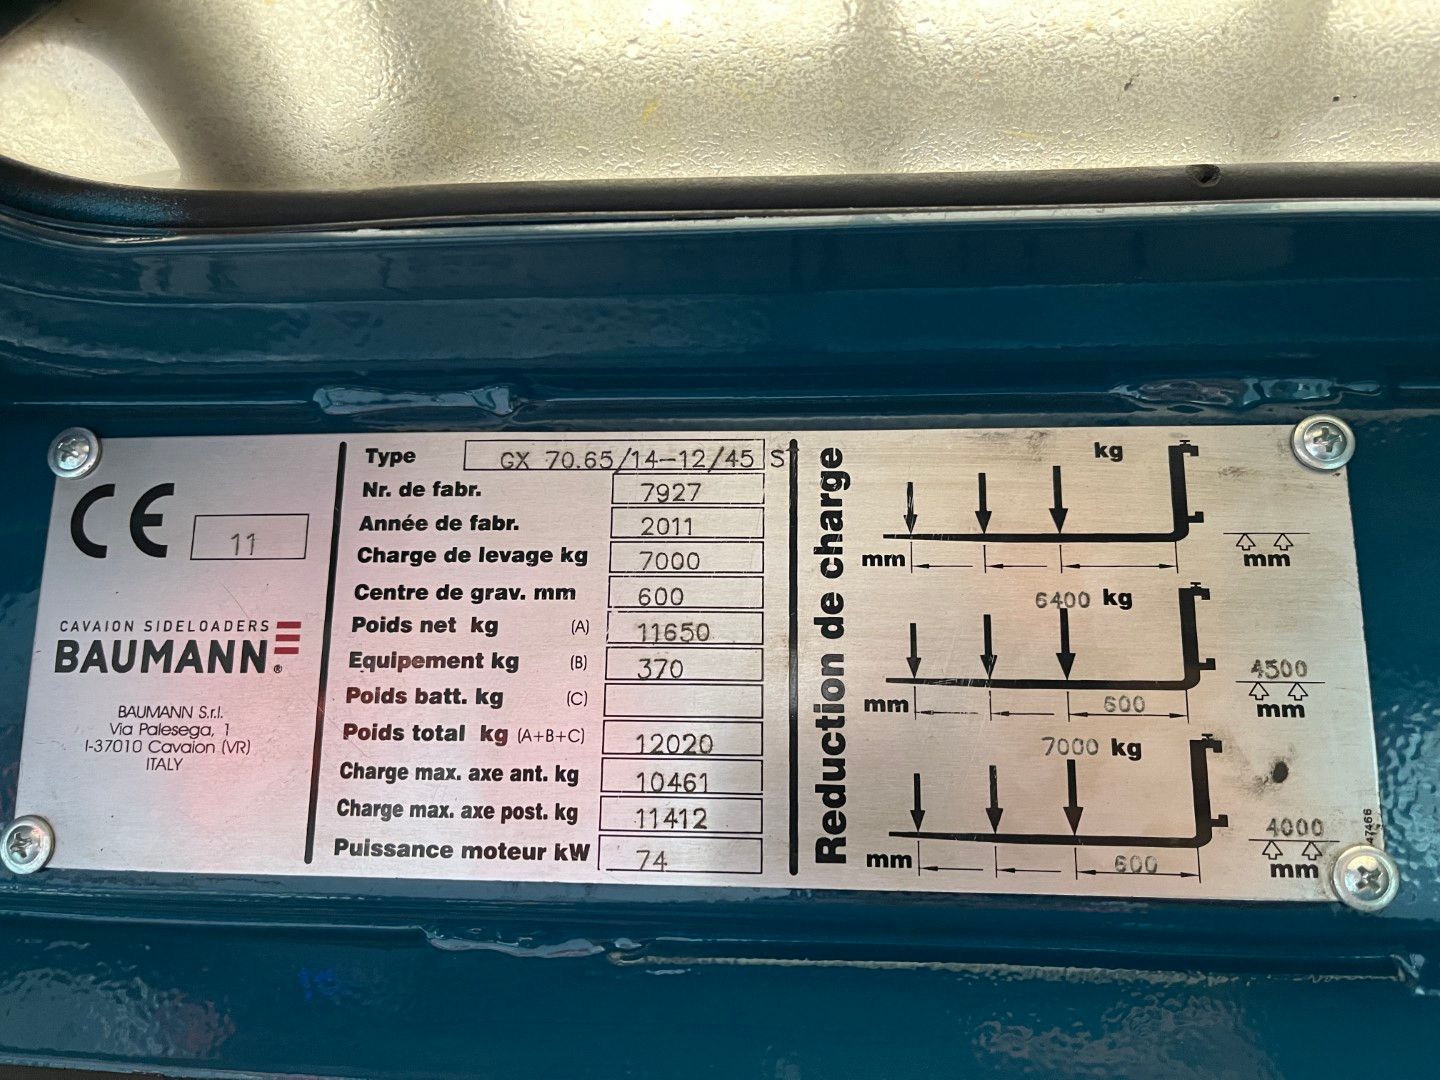 CE 11
CAVAION SIDELOADERS
BAUMANN®
BAUMANN S.r.l.
Via Palesega, 1
I-37010 Cavaion (VR)
ITALY
Type GX 70.65/14-12/45 ST
Nr. de fabr. 7927
Année de fabr. 2011
Charge de levage kg 7000
Centre de grav. mm 600
Poids net kg (A) 11650
Equipement kg (B) 370
Poids batt. kg (C)
Poids total kg (A+B+C) 12020
Charge max. axe ant. kg 10461
Charge max. axe post. kg 11412
Puissance moteur kW 74
Reduction de charge
kg
mm mm
6400 kg
4500
mm 600 mm
7000 kg
4000
mm 600 mm
47466